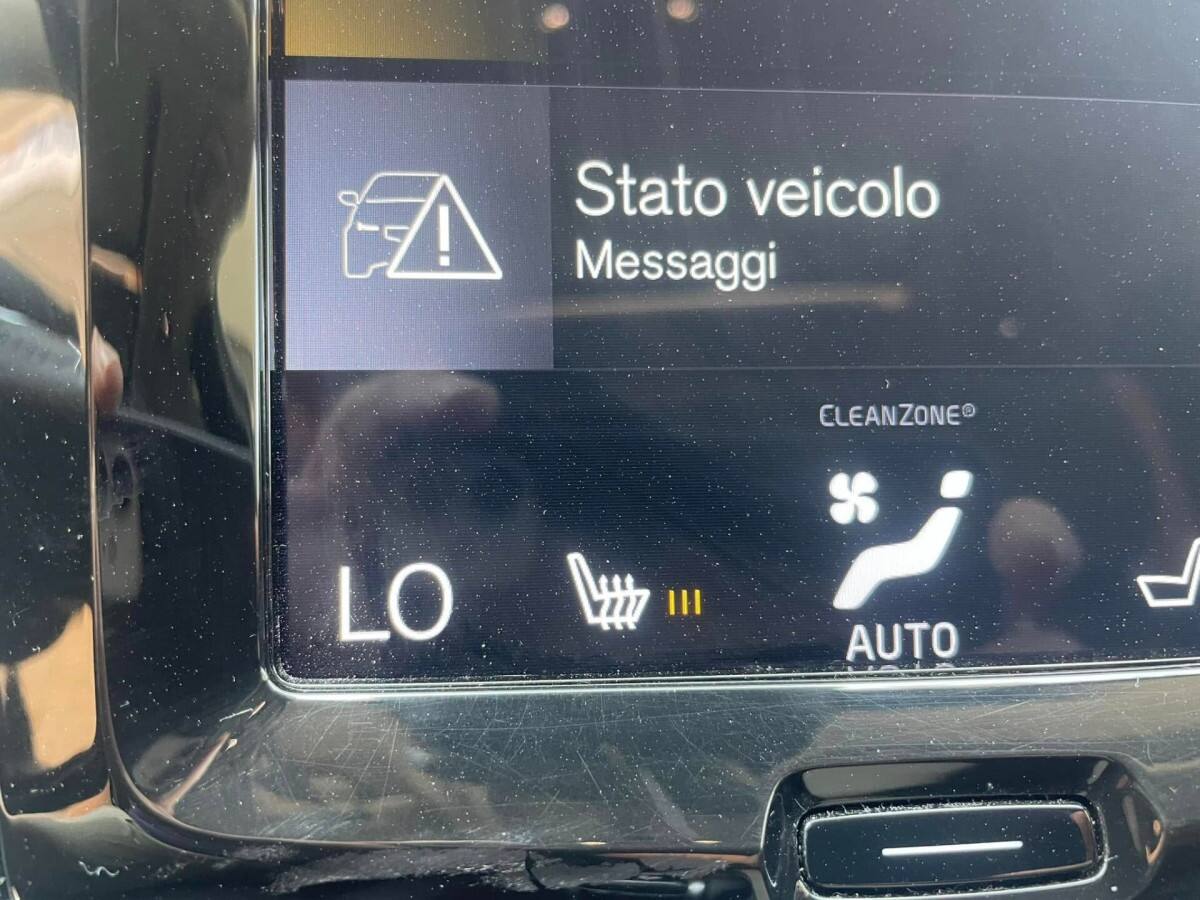 Stato veicolo
Messaggi
CLEANZONE®
LO
AUTO